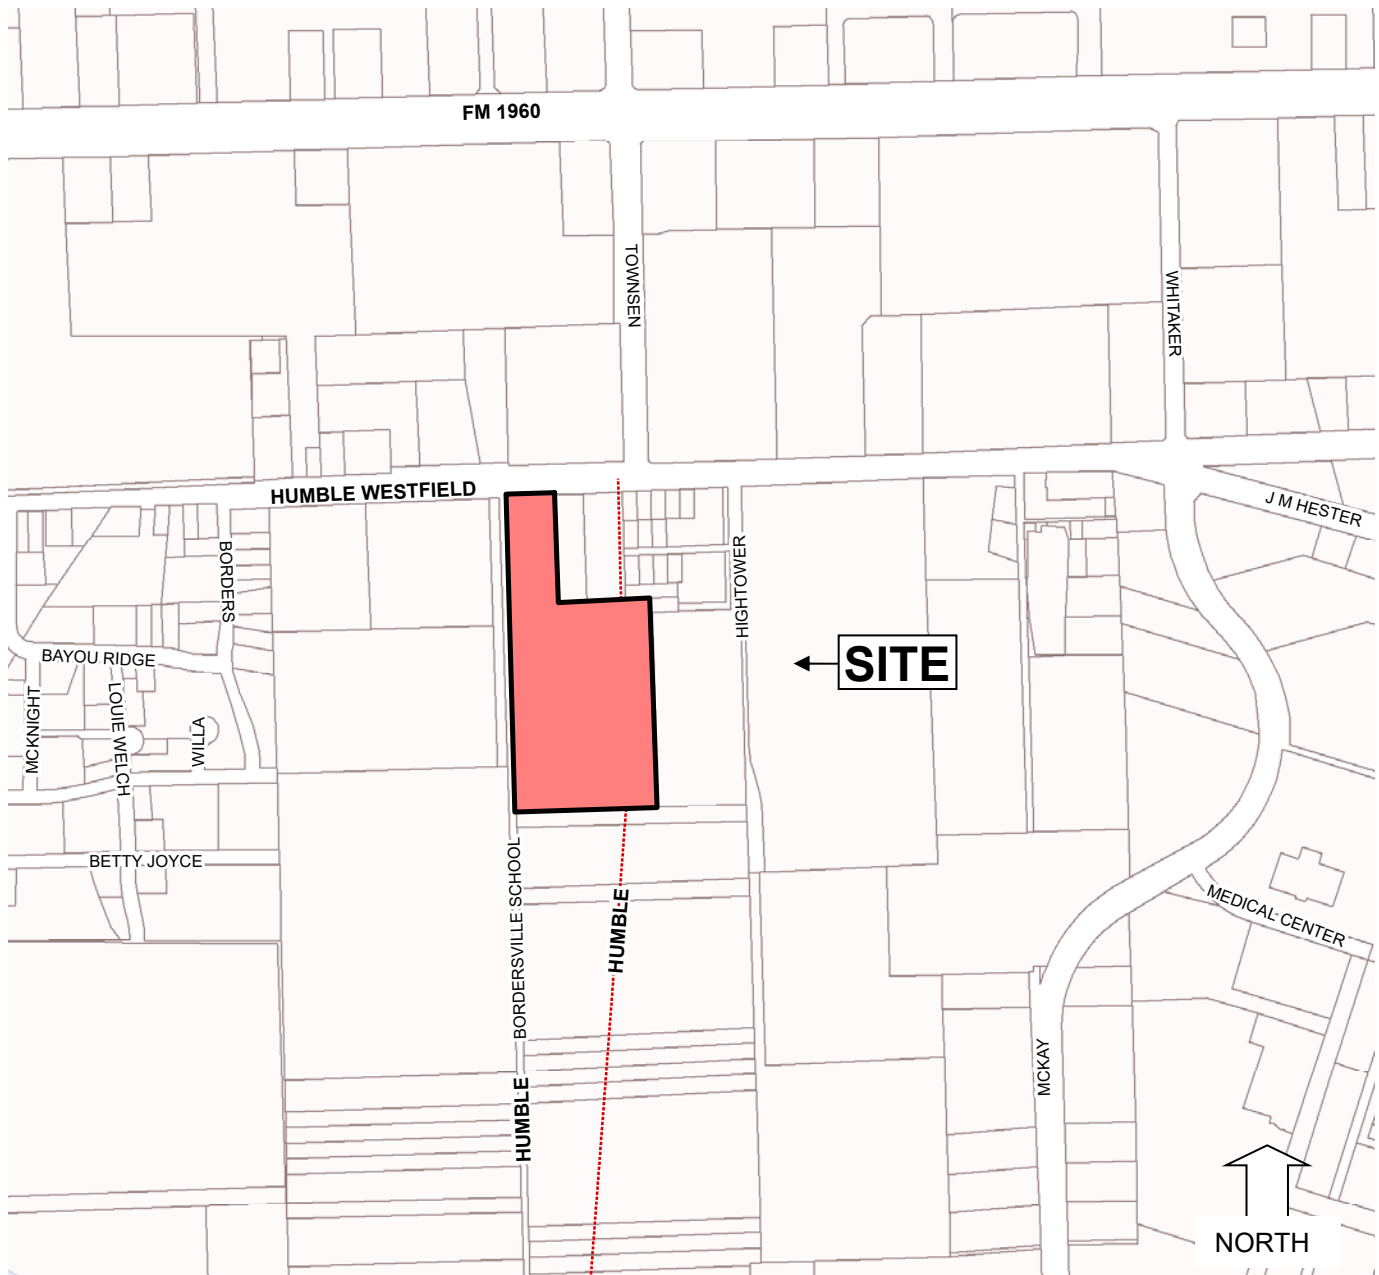 FM 1960
TOWNSEN
WHITAKER
HUMBLE WESTFIELD
J M HESTER
BORDERS
HIGHTOWER
SITE
BAYOU RIDGE
MCKNIGHT
LOUIE WELCH
WILLA
BETTY JOYCE
BORDERSVILLE SCHOOL
HUMBLE
MEDICAL CENTER
HUMBLE
MCKAY
NORTH